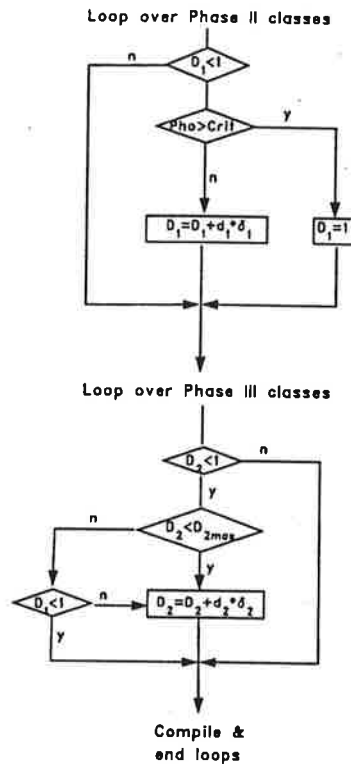 Loop over Phase II classes
n
D₁<1
Pho>Crit
y
n
D₁=D₁+d₁*δ₁
D₁=1
Loop over Phase III classes
D₂<1
n
y
n
D₂<D₂max
y
D₁<1
n
D₂=D₂+d₂*δ₂
y
Compile &
end loops